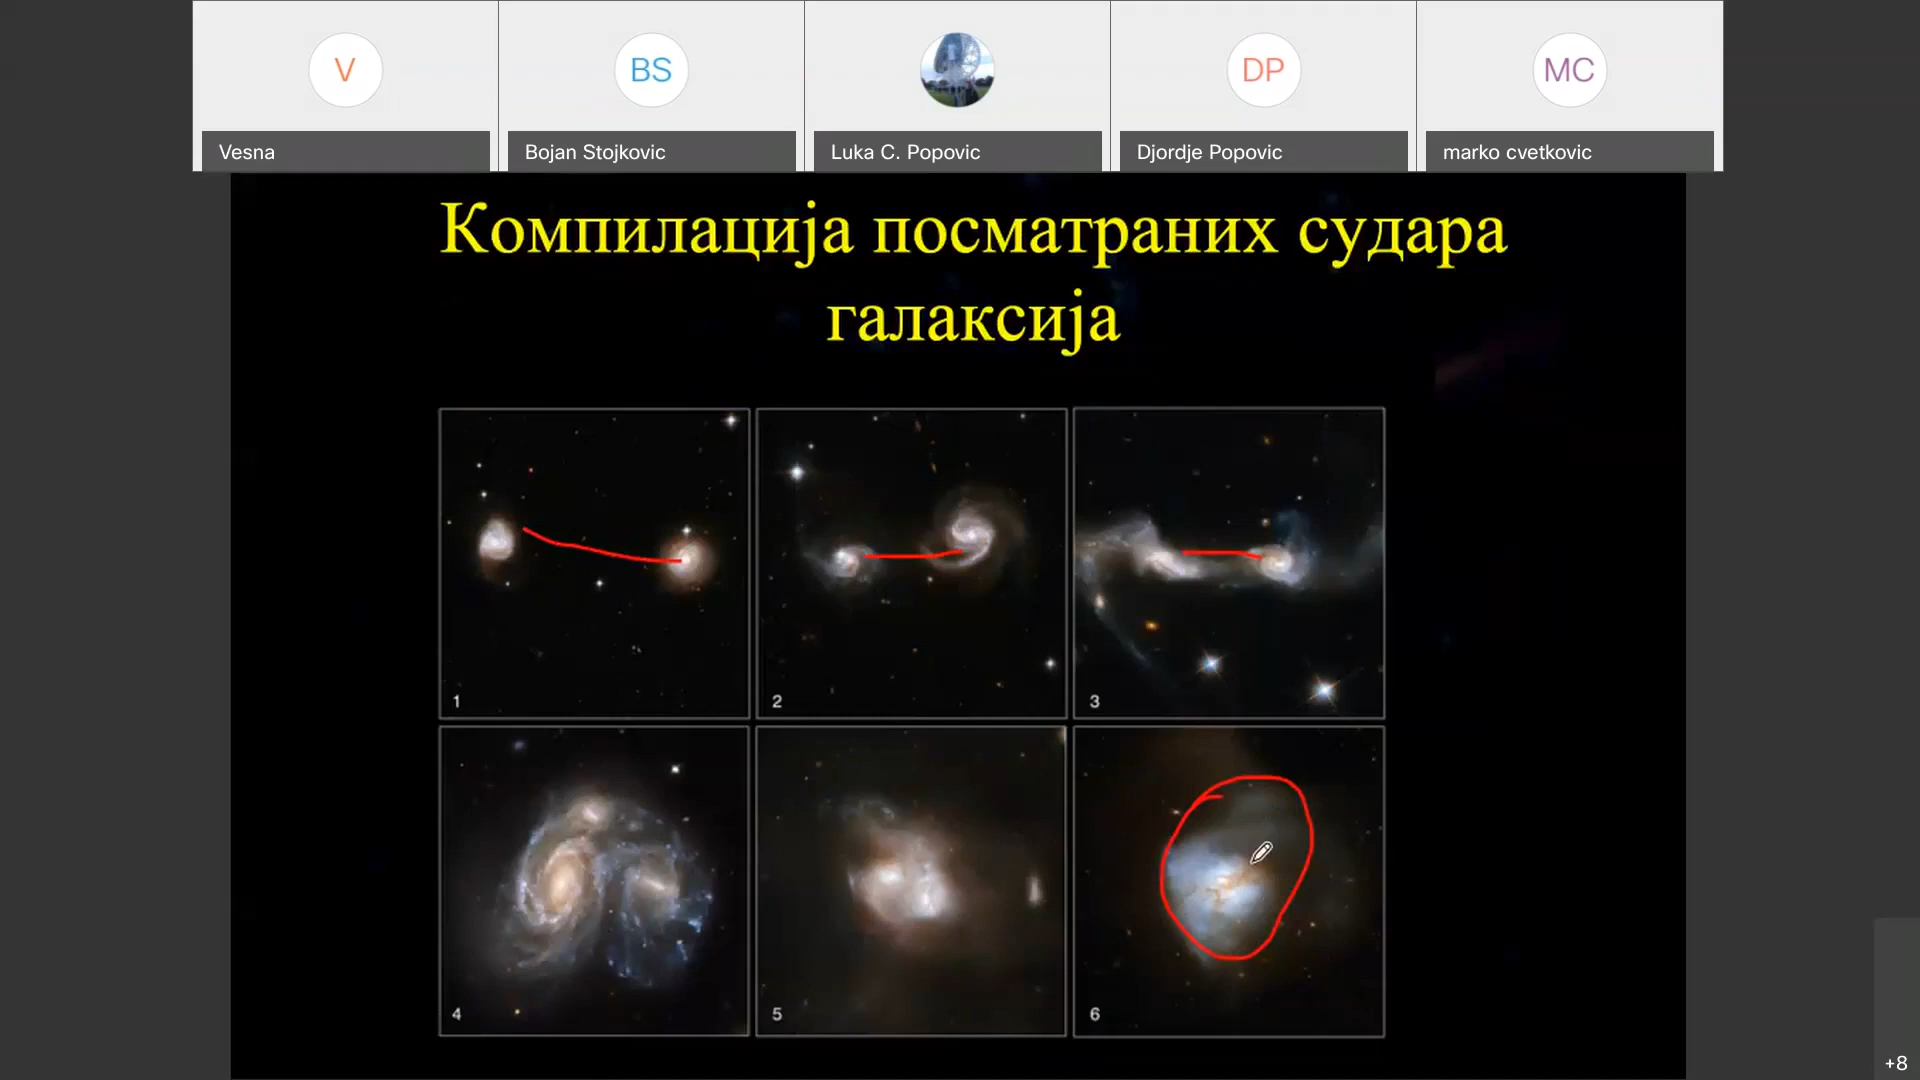 V
BS
DP
MC
Vesna
Bojan Stojkovic
Luka C. Popovic
Djordje Popovic
marko cvetkovic
Компилација посматраних судара
галаксија
1
2
3
4
5
6
+8